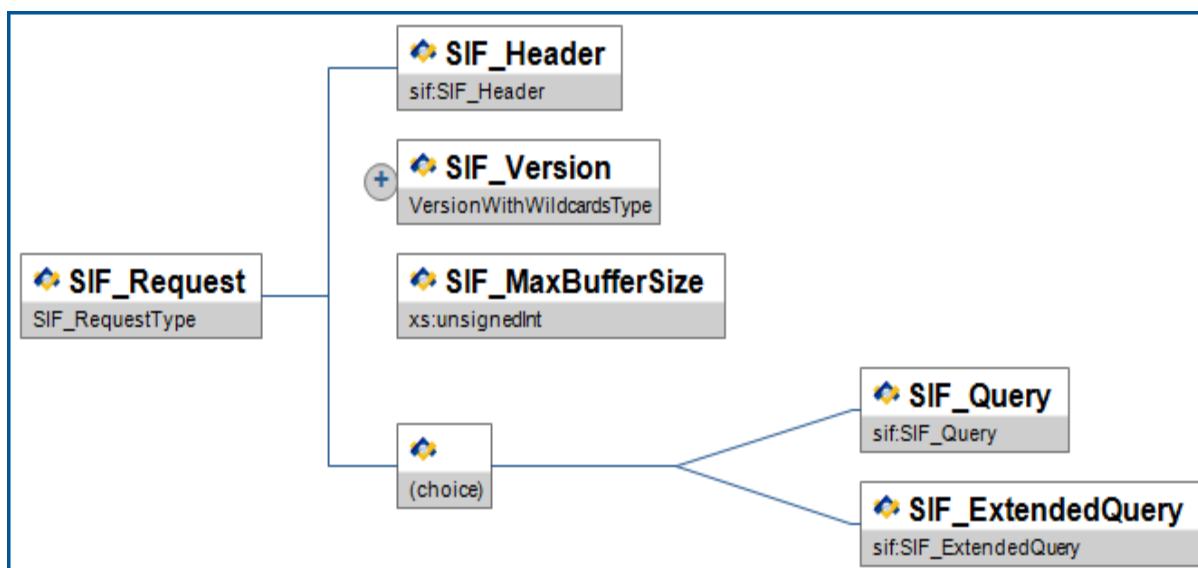 SIF_Header
sif:SIF_Header
SIF_Version
VersionWithWildcardsType
+
SIF_Request
SIF_RequestType
SIF_MaxBufferSize
xs:unsignedInt
(choice)
SIF_Query
sif:SIF_Query
SIF_ExtendedQuery
sif:SIF_ExtendedQuery